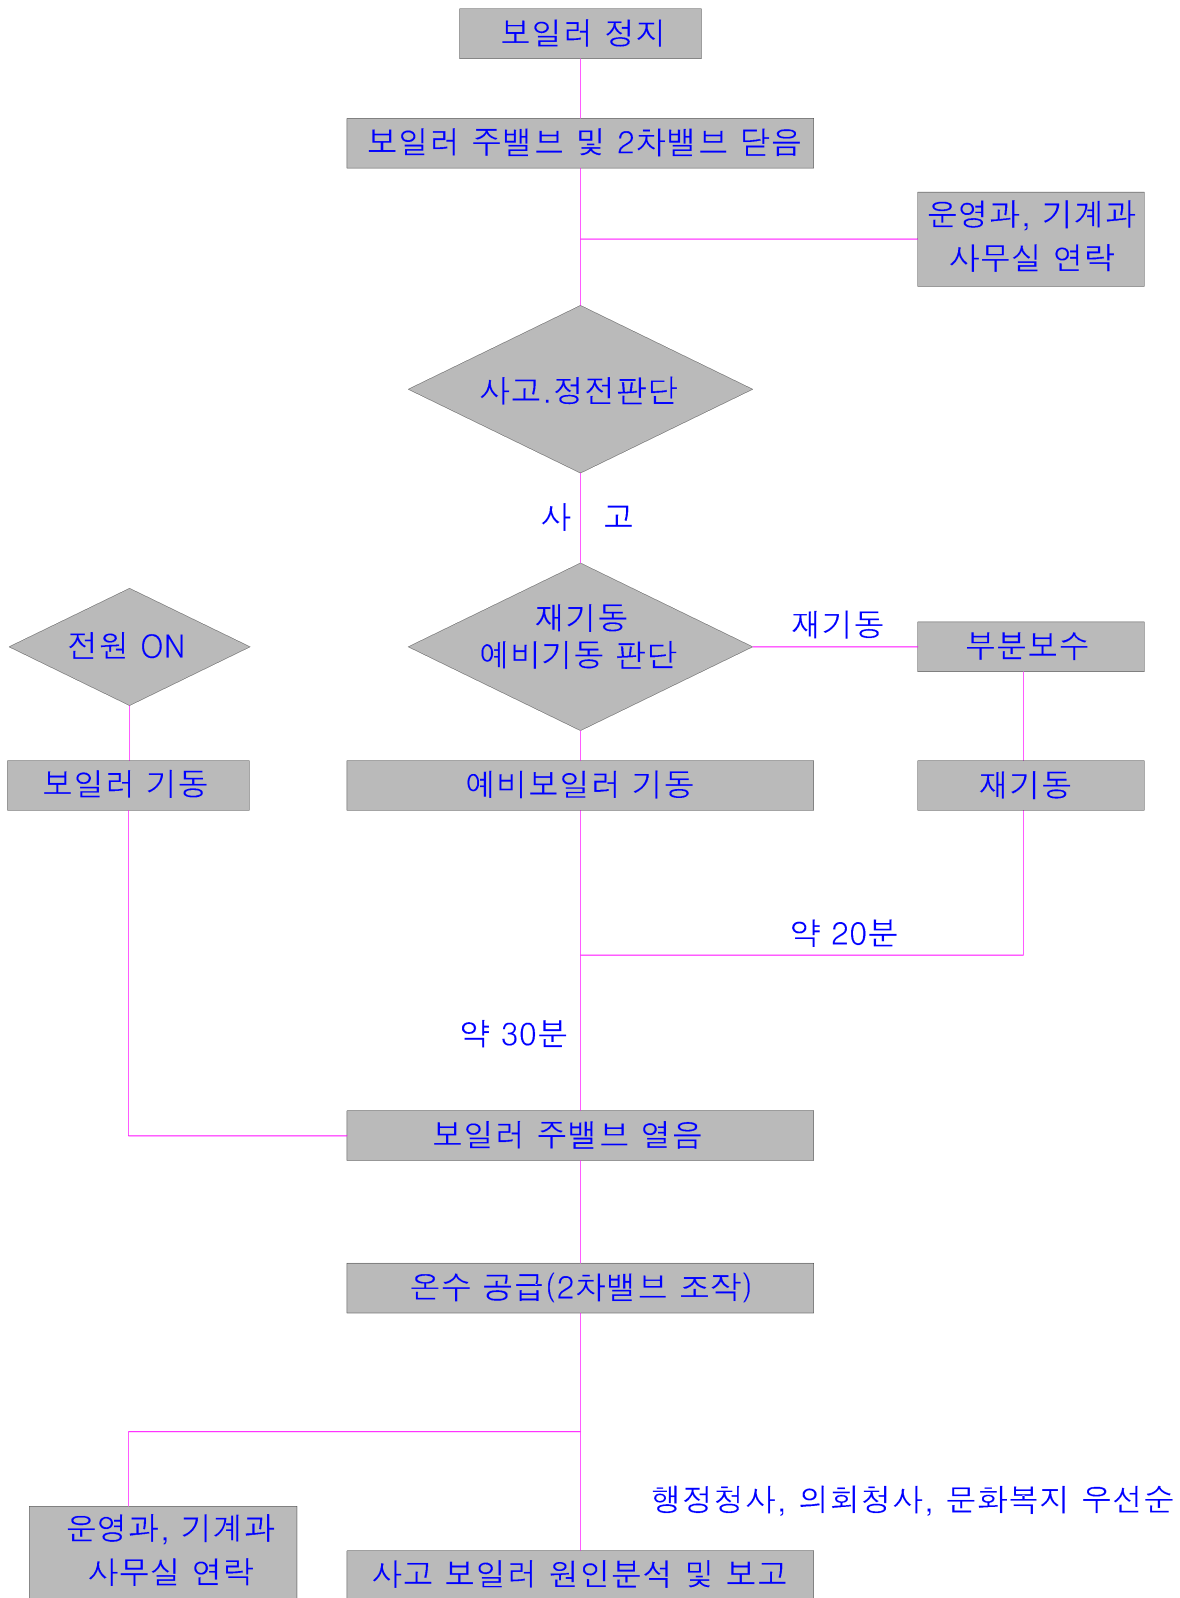 보일러 정지
보일러 주밸브 및 2차밸브 닫음
운영과, 기계과
사무실 연락
사고.정전판단
사 고
재기동
예비기동 판단
재기동
부분보수
전원 ON
보일러 기동
예비보일러 기동
재기동
약 20분
약 30분
보일러 주밸브 열음
온수 공급(2차밸브 조작)
행정청사, 의회청사, 문화복지 우선순
운영과, 기계과
사무실 연락
사고 보일러 원인분석 및 보고